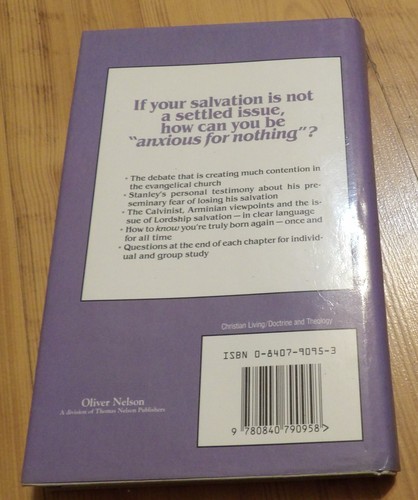 If your salvation is not
a settled issue,
how can you be
"anxious for nothing"?
• The debate that is creating much contention in
the evangelical church
• Stanley's personal testimony about his pre-
seminary fear of losing his salvation
• The Calvinist, Arminian viewpoints and the is-
sue of Lordship salvation — in clear language
• How to know you're truly born again — once and
for all time
• Questions at the end of each chapter for individ-
ual and group study
Christian Living/Doctrine and Theology
ISBN 0-8407-9095-3
9 780840 790958 >
Oliver Nelson
A division of Thomas Nelson Publishers